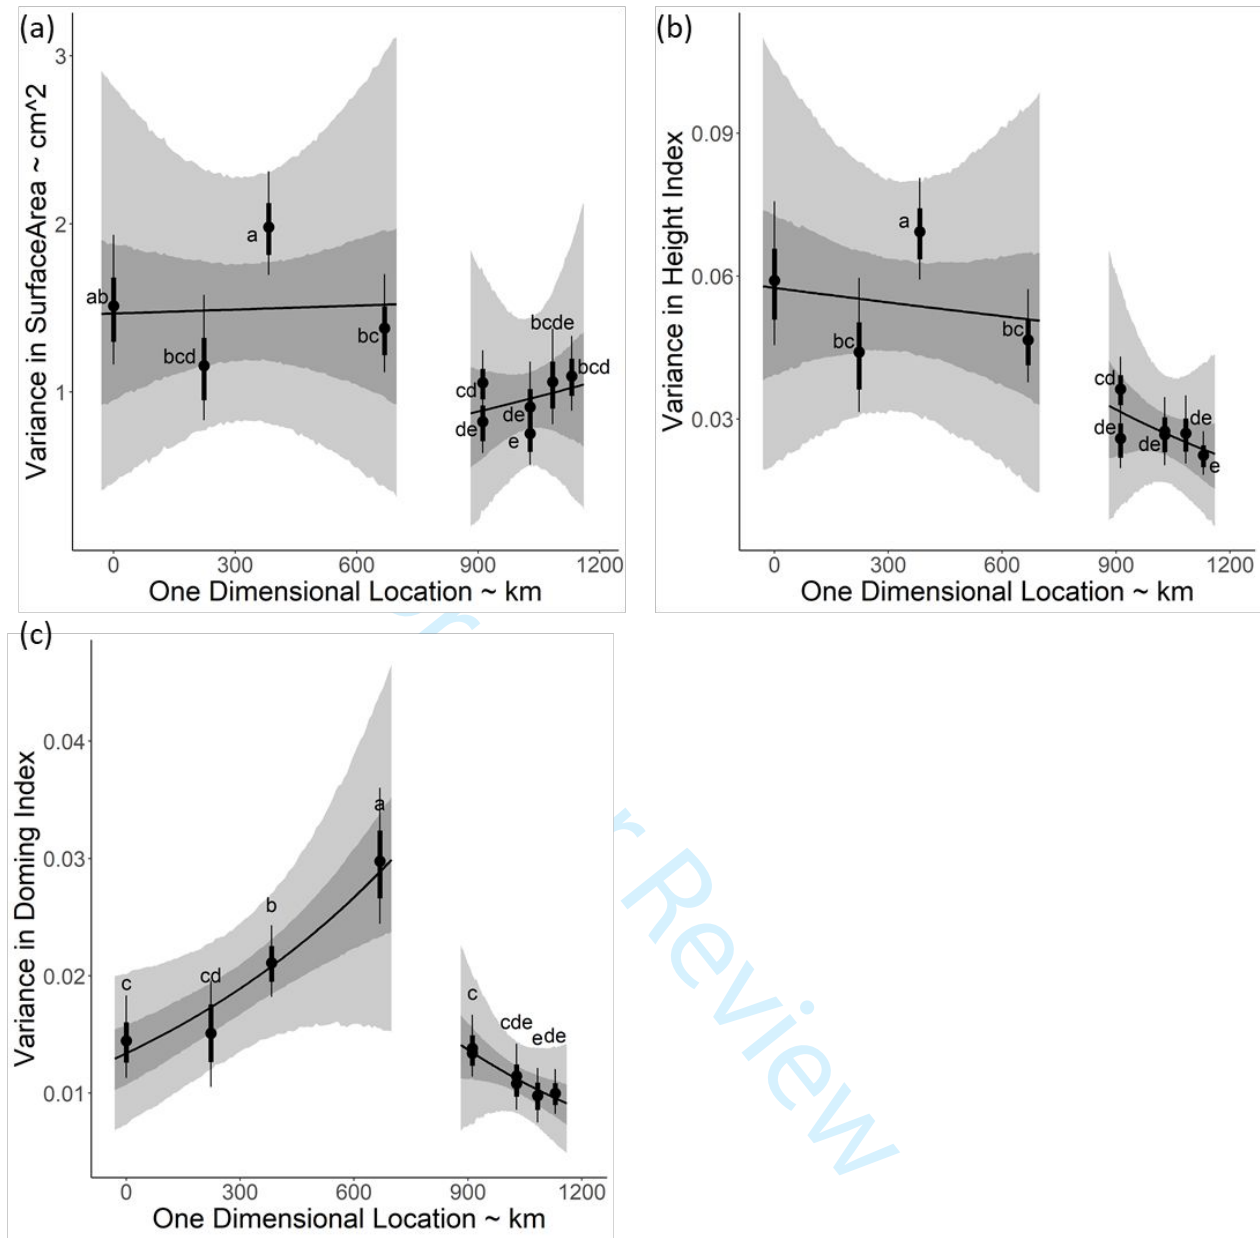 (a)
Variance in SurfaceArea ~ cm^2
3
2
1
ab
bcd
a
bc
cd
de
de
e
bcde
bcd
0 300 600 900 1200
One Dimensional Location ~ km
(b)
Variance in Height Index
0.09
0.06
0.03
a
bc
bc
cd
de
de
de
e
0 300 600 900 1200
One Dimensional Location ~ km
(c)
Variance in Doming Index
0.04
0.03
0.02
0.01
c
cd
b
a
c
cde
e
de
0 300 600 900 1200
One Dimensional Location ~ km
or
r Review